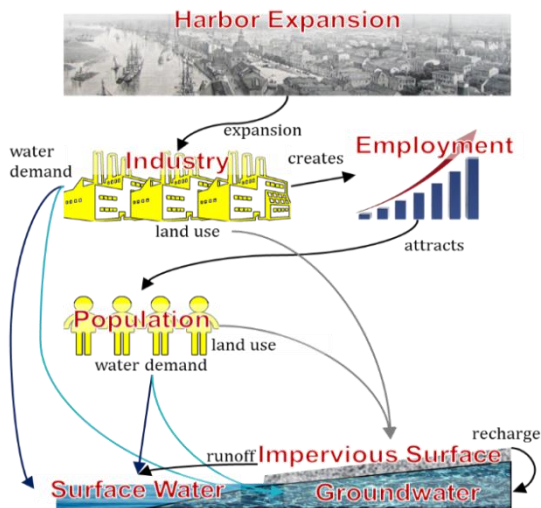 Harbor Expansion
expansion
water
demand
Industry
creates
Employment
land use
attracts
Population
land use
water demand
Impervious Surface
recharge
runoff
Surface Water
Groundwater